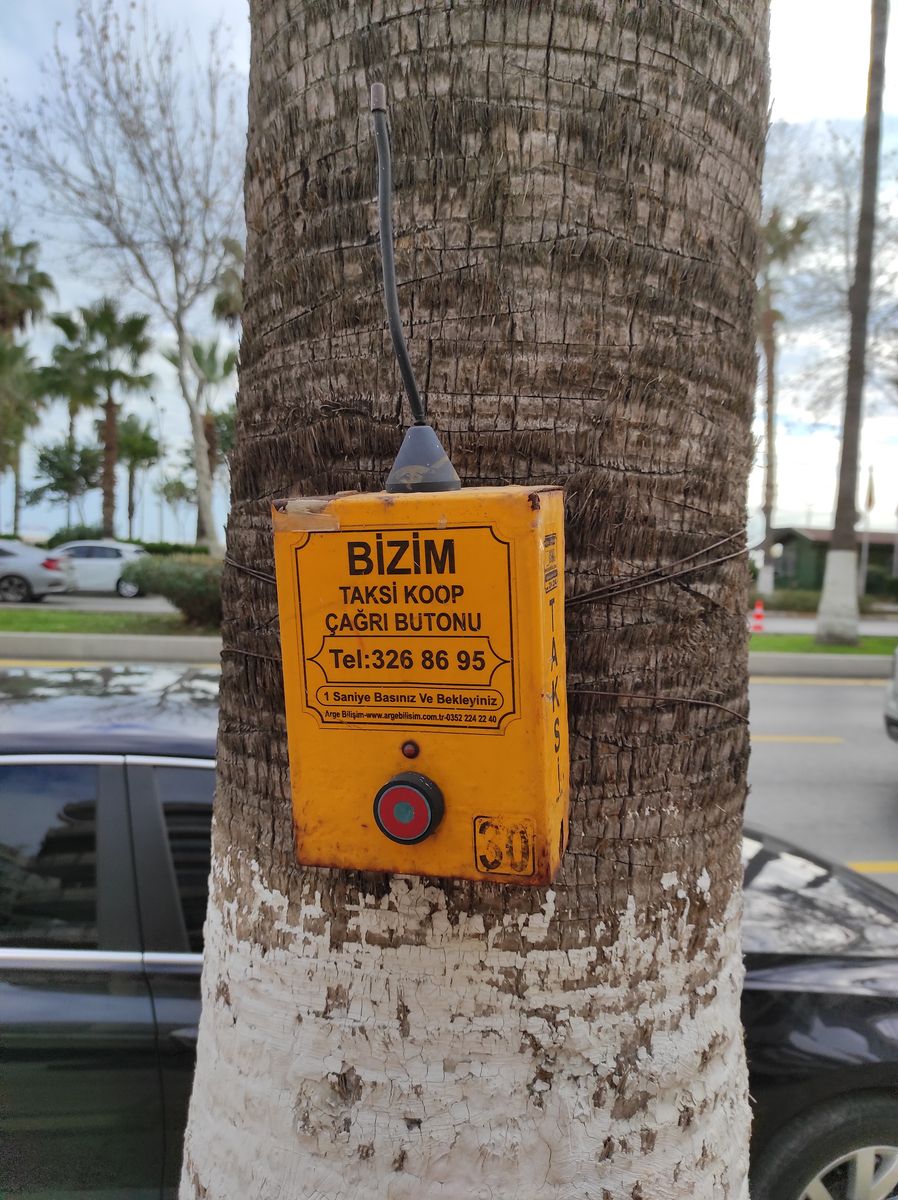 BİZİM
TAKSİ KOOP
ÇAĞRI BUTONU
Tel:326 86 95
1 Saniye Basınız Ve Bekleyiniz
Arge Bilişim-www.argebilisim.com.tr-0352 224 22 40
30
TAKSİ